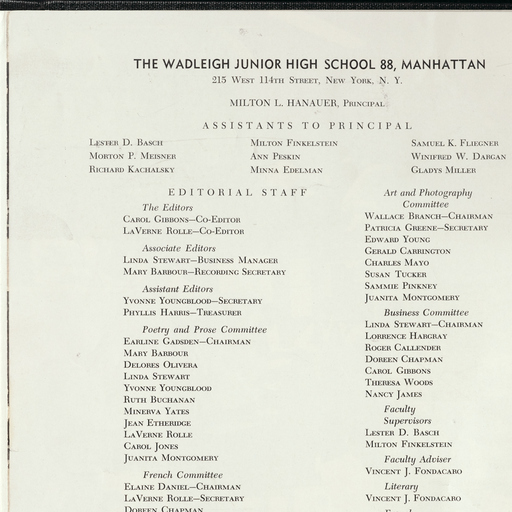 THE WADLEIGH JUNIOR HIGH SCHOOL 88, MANHATTAN
215 West 114th Street, New York, N. Y.
MILTON L. HANAUER, Principal
ASSISTANTS TO PRINCIPAL
Lester D. Basch
Milton Finkelstein
Samuel K. Fliegner
Morton P. Meisner
Ann Peskin
Winifred W. Dargan
Richard Kachalsky
Minna Edelman
Gladys Miller
EDITORIAL STAFF
The Editors
Carol Gibbons—Co-Editor
LaVerne Rolle—Co-Editor
Associate Editors
Linda Stewart—Business Manager
Mary Barbour—Recording Secretary
Assistant Editors
Yvonne Youngblood—Secretary
Phyllis Harris—Treasurer
Poetry and Prose Committee
Earline Gadsden—Chairman
Mary Barbour
Delores Olivera
Linda Stewart
Yvonne Youngblood
Ruth Buchanan
Minerva Yates
Jean Etheridge
LaVerne Rolle
Carol Jones
Juanita Montgomery
French Committee
Elaine Daniel—Chairman
LaVerne Rolle—Secretary
Doreen Chapman
Art and Photography
Committee
Wallace Branch—Chairman
Patricia Greene—Secretary
Edward Young
Gerald Carrington
Charles Mayo
Susan Tucker
Sammie Pinkney
Juanita Montgomery
Business Committee
Linda Stewart—Chairman
Lorrence Hargray
Roger Callender
Doreen Chapman
Carol Gibbons
Theresa Woods
Nancy James
Faculty
Supervisors
Lester D. Basch
Milton Finkelstein
Faculty Adviser
Vincent J. Fondacaro
Literary
Vincent J. Fondacaro